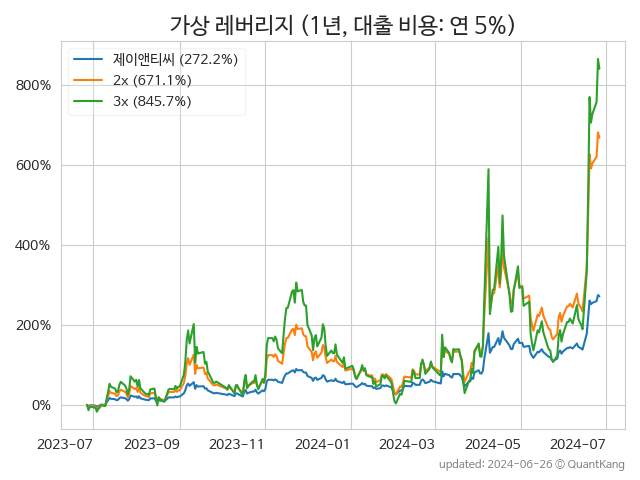 가상 레버리지 (1년, 대출 비용: 연 5%)
제이앤티씨 (272.2%)
2x (671.1%)
3x (845.7%)
800%
600%
400%
200%
0%
2023-07 2023-09 2023-11 2024-01 2024-03 2024-05 2024-07
updated: 2024-06-26 @ QuantKang